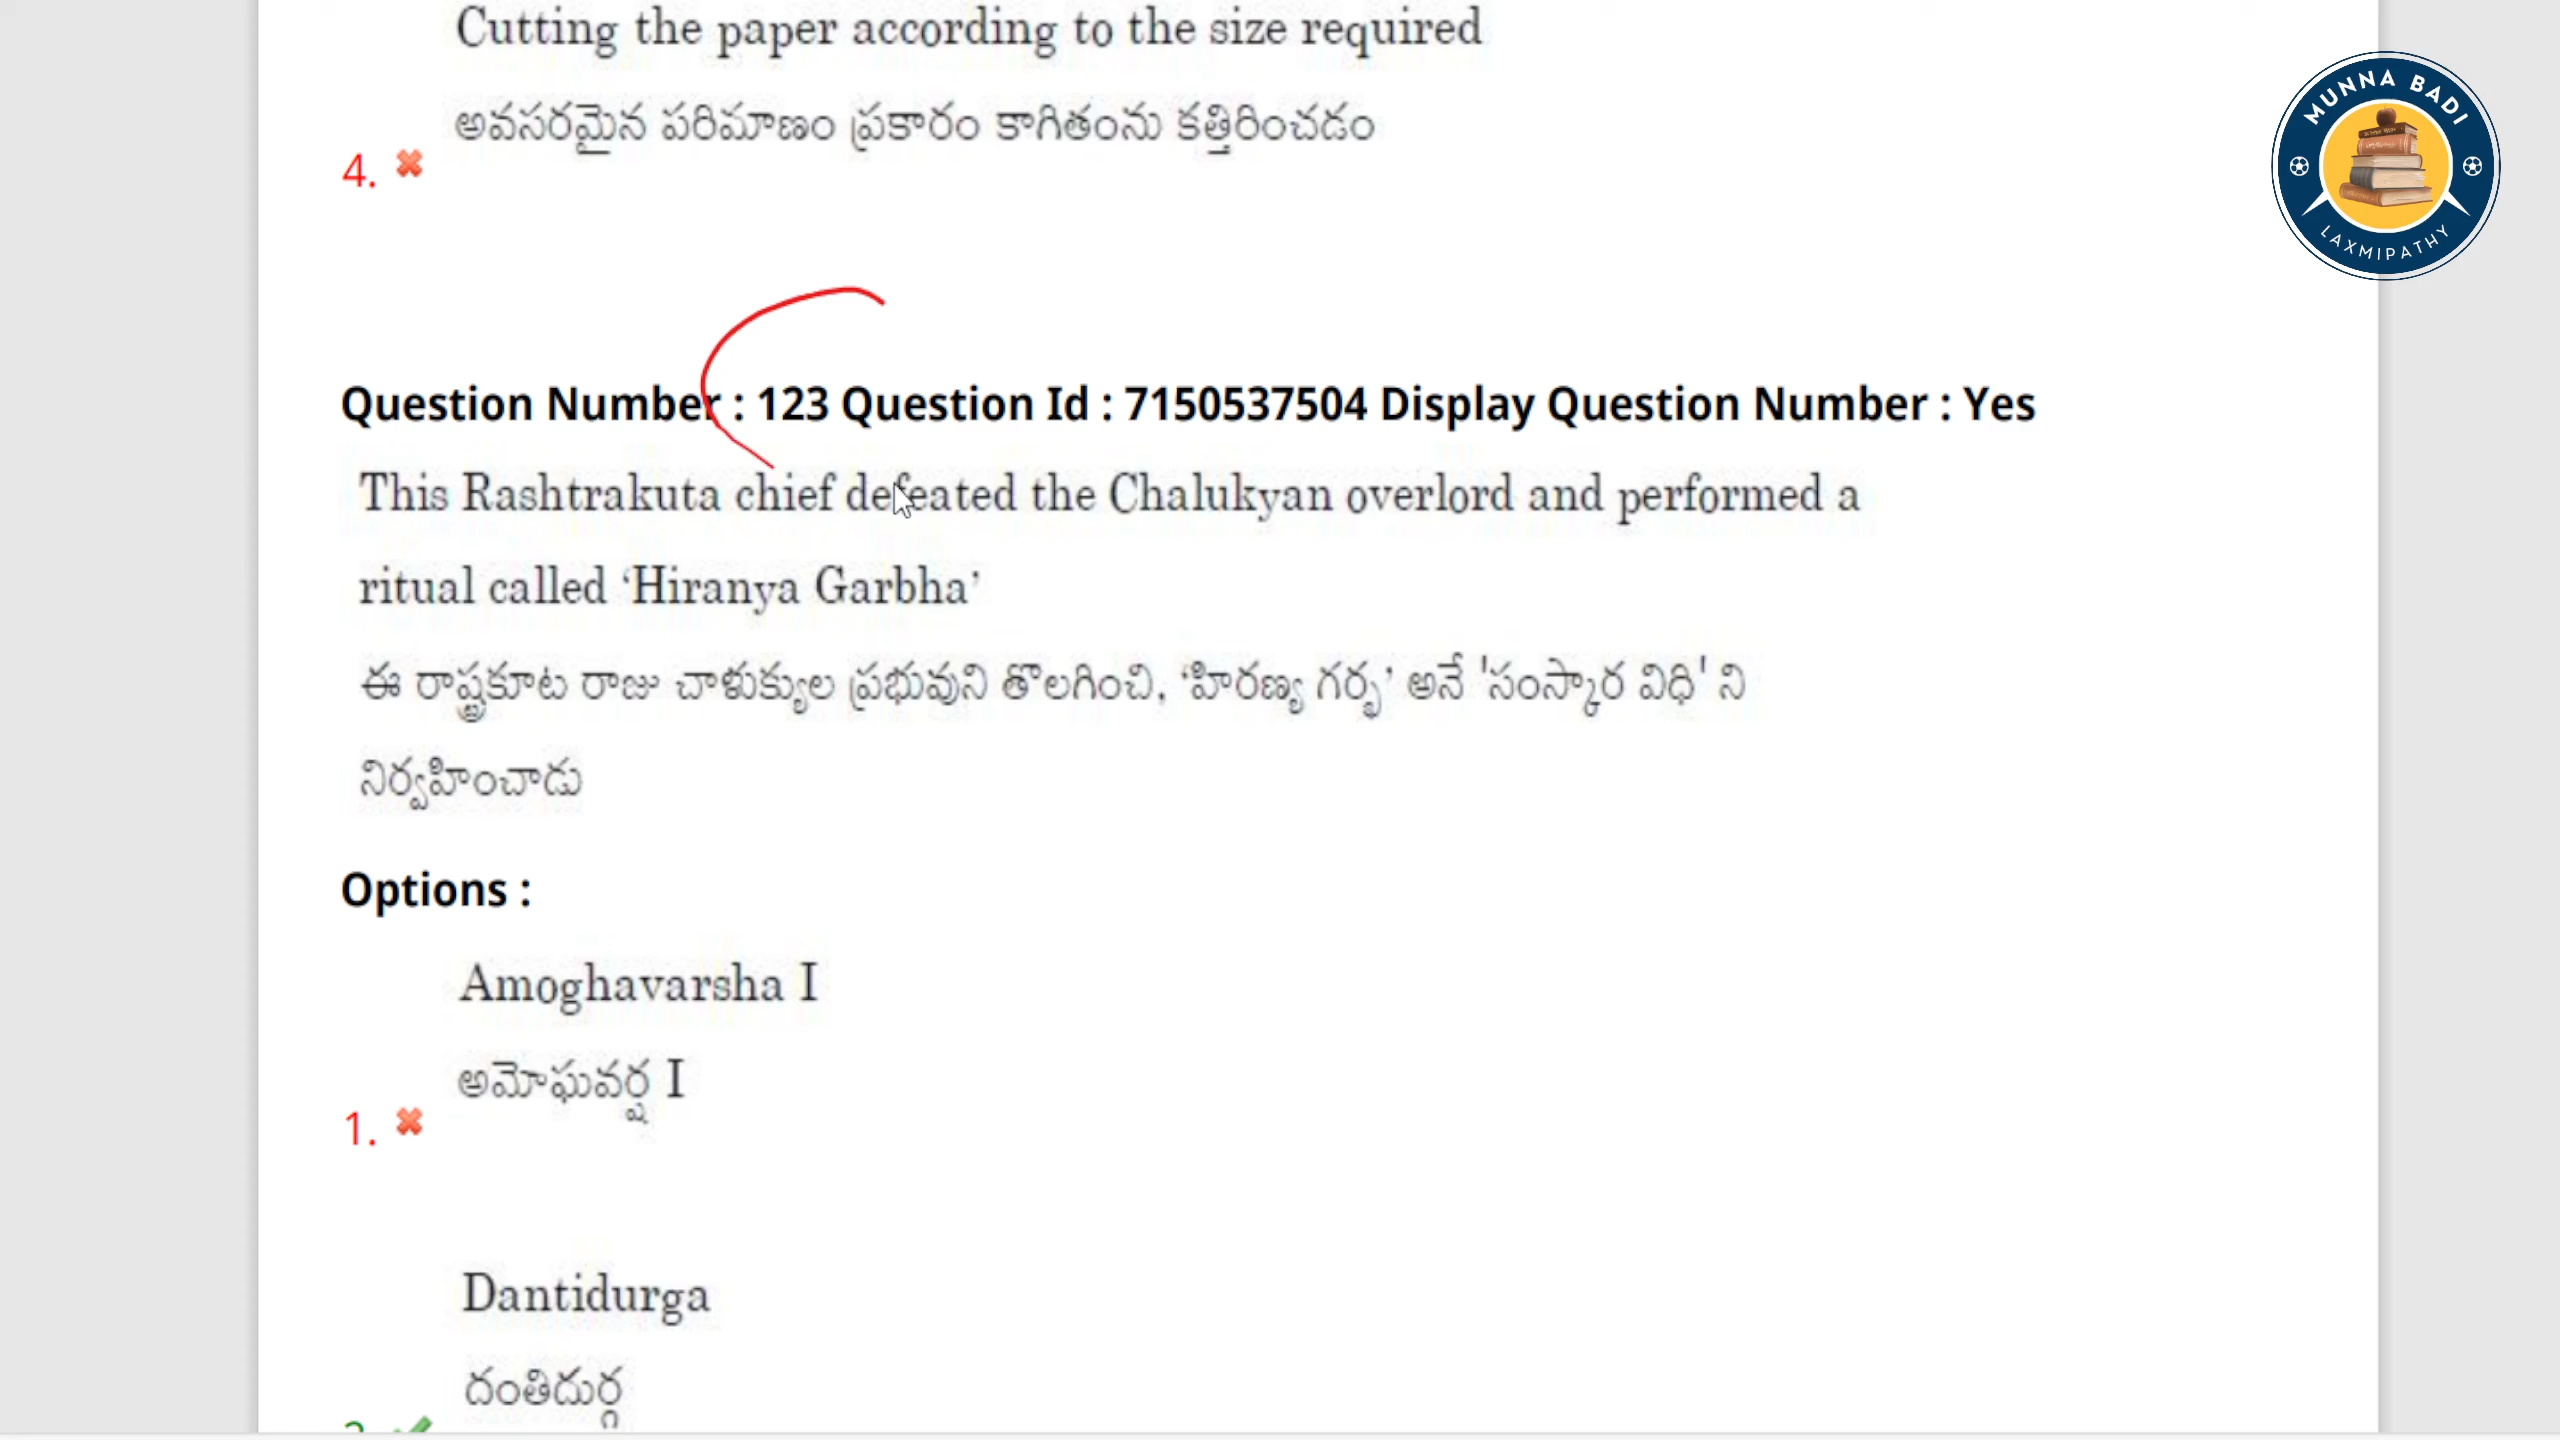 Cutting the paper according to the size required
అవసరమైన పరిమాణం ప్రకారం కాగితంను కత్తిరించడం
4.
MUNNA BADI
LAXMIPATHY
Question Number : 123 Question Id : 7150537504 Display Question Number : Yes
This Rashtrakuta chief defeated the Chalukyan overlord and performed a
ritual called ‘Hiranya Garbha’
ఈ రాష్ట్రకూట రాజు చాళుక్యుల ప్రభువుని తొలగించి, ‘హిరణ్య గర్భ’ అనే 'సంస్కార విధి' ని
నిర్వహించాడు
Options :
Amoghavarsha I
అమోఘవర్ష I
1.
Dantidurga
దంతిదుర్గ